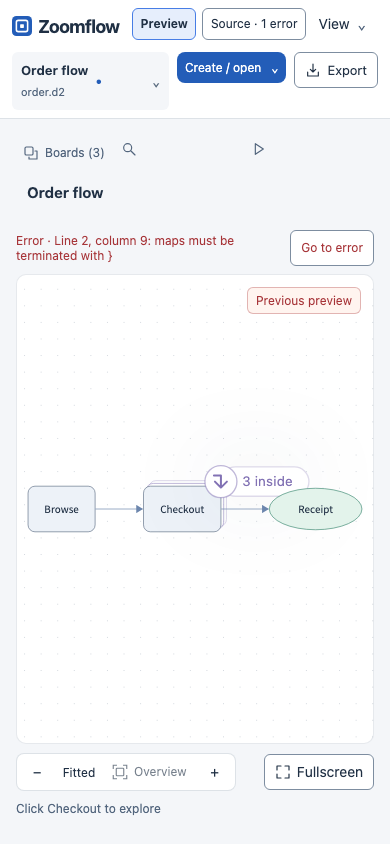 Zoomflow
Preview
Source · 1 error
View
Order flow
order.d2
Create / open
Export
Boards (3)
Order flow
Error · Line 2, column 9: maps must be
terminated with }
Go to error
Previous preview
3 inside
Browse
Checkout
Receipt
− Fitted
Overview +
Fullscreen
Click Checkout to explore